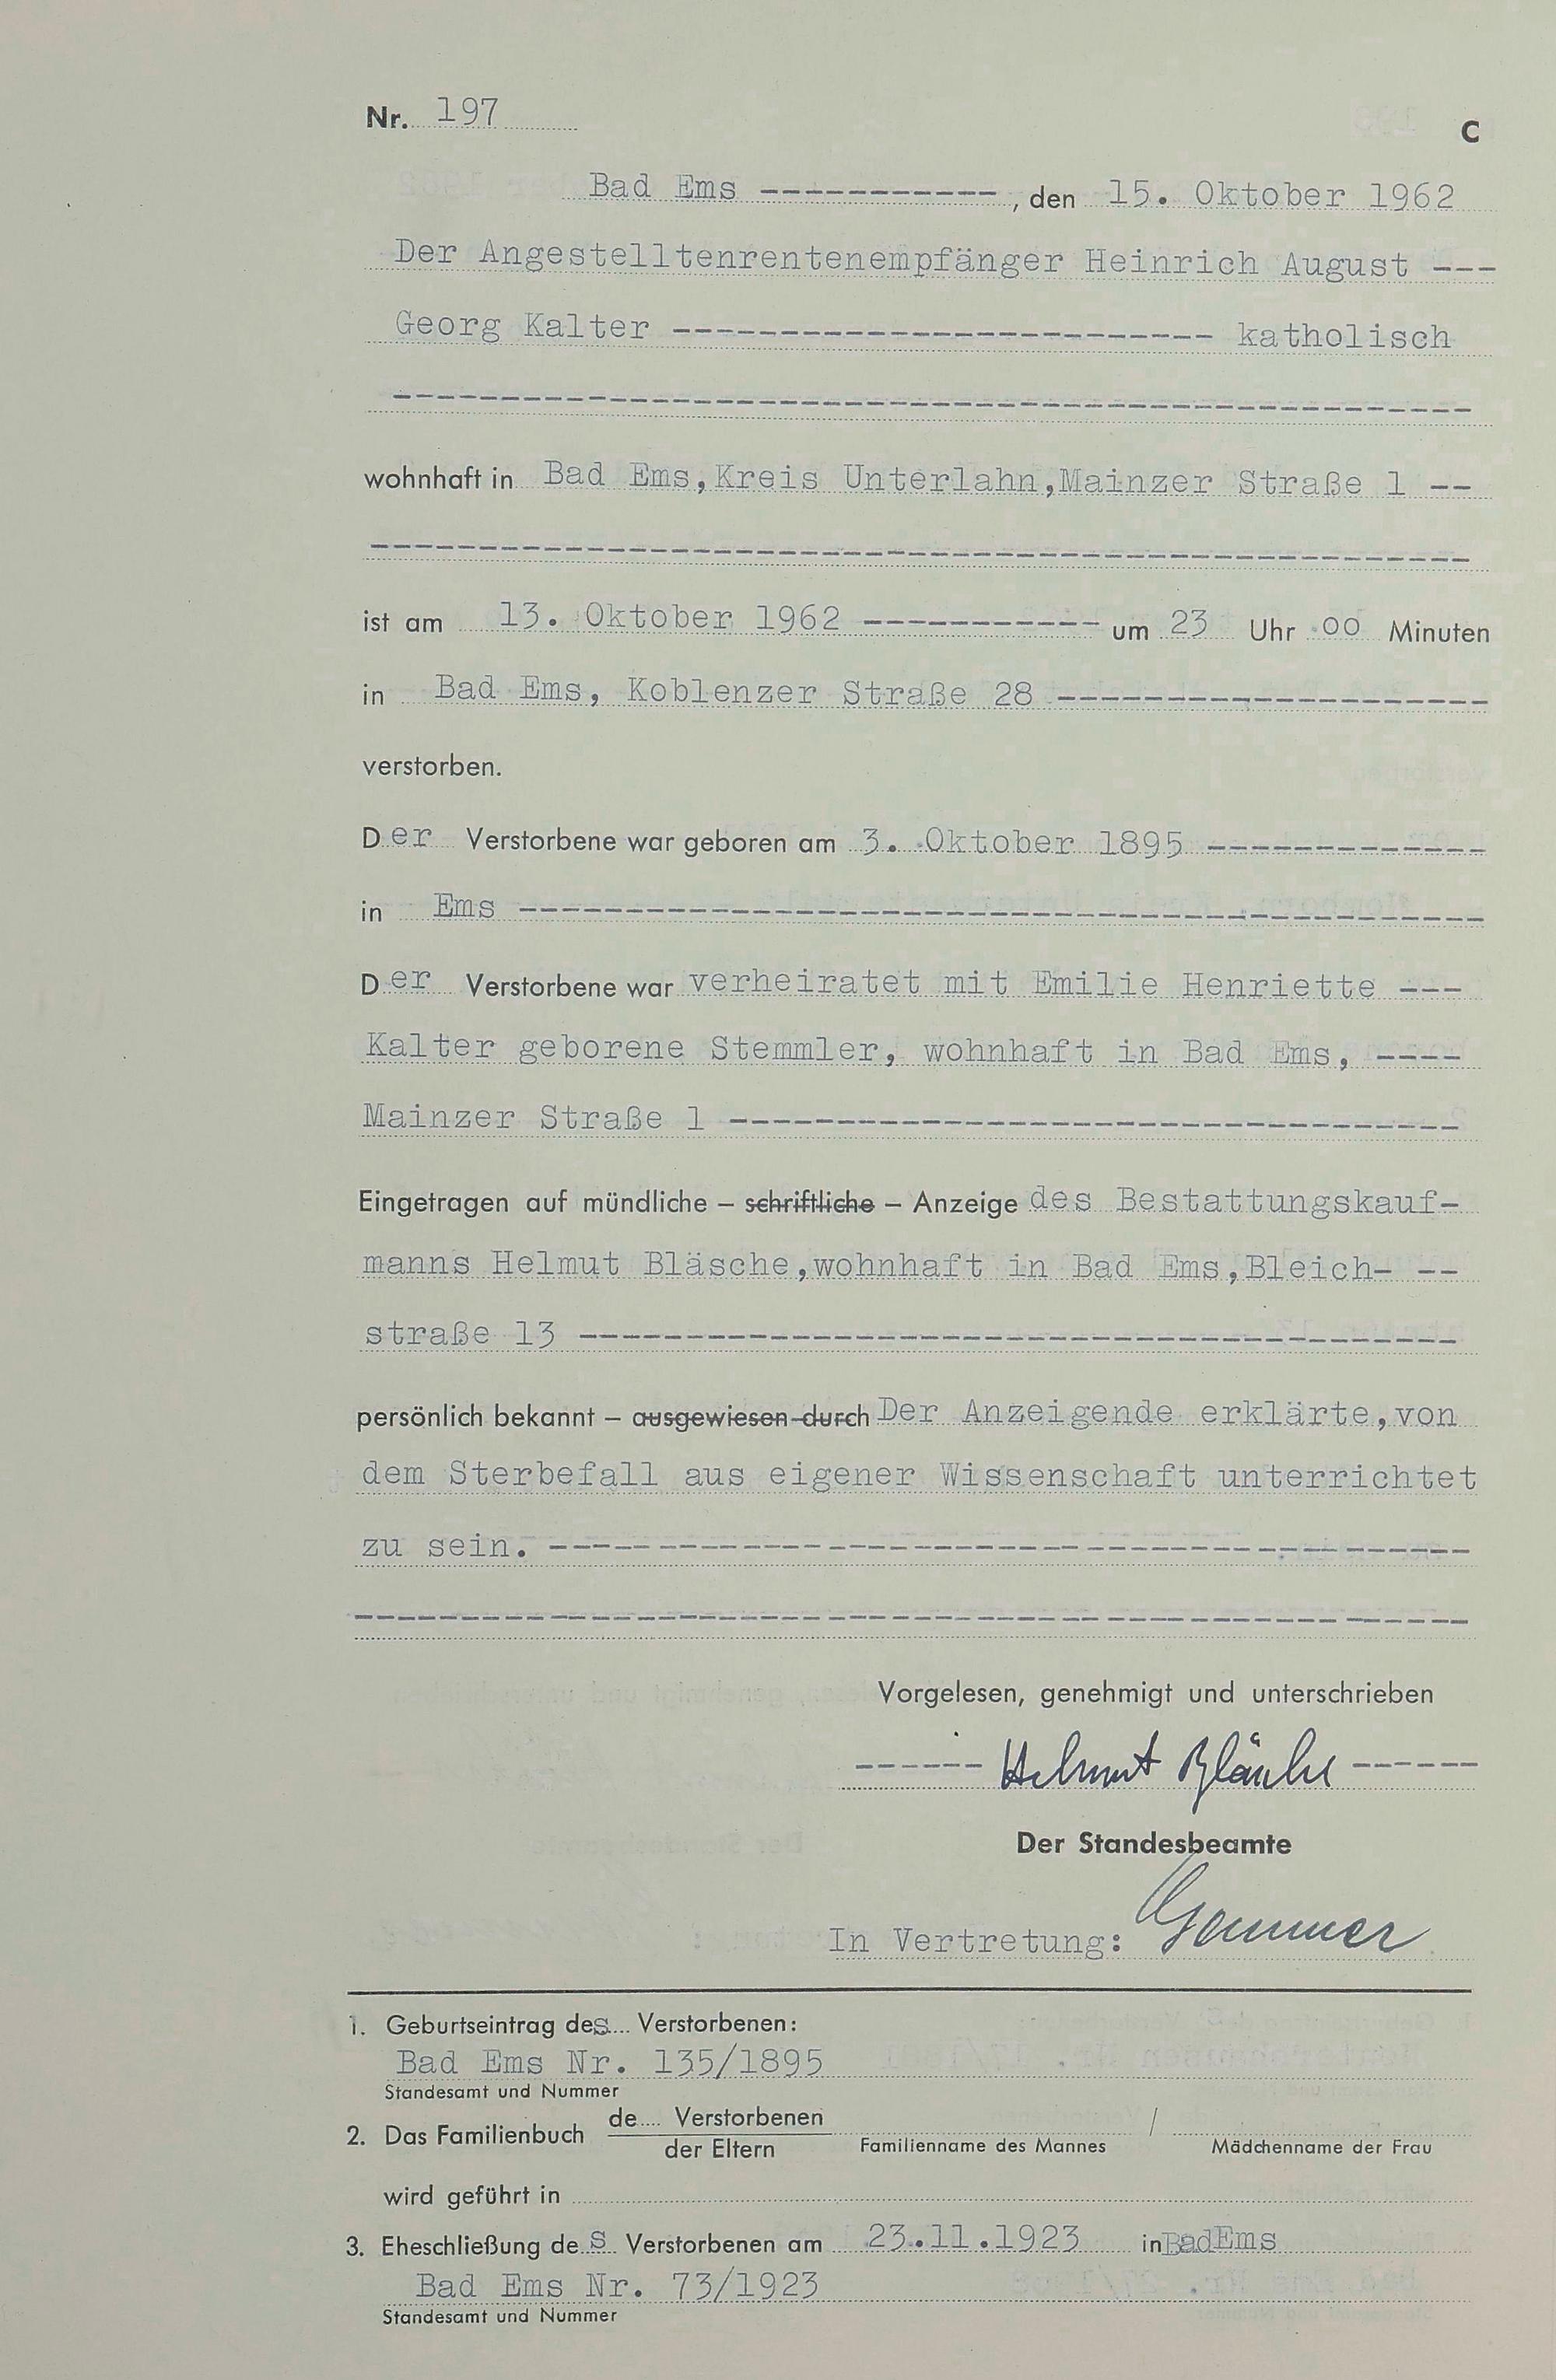 Nr. 197
C
Bad Ems -----------, den 15. Oktober 1962
Der Angestelltenrentenempfänger Heinrich August ---
Georg Kalter ------------------------- katholisch
--------------------------------------------------
wohnhaft in Bad Ems,Kreis Unterlahn,Mainzer Straße 1 --
---------------------------------------------------
ist am 13. Oktober 1962 ----------- um 23 Uhr 00 Minuten
in Bad Ems, Koblenzer Straße 28 --------------------
verstorben.
Der Verstorbene war geboren am 3. Oktober 1895 -------------
in Ems ---------------------------------------------
Der Verstorbene war verheiratet mit Emilie Henriette ---
Kalter geborene Stemmler, wohnhaft in Bad Ems, ----
Mainzer Straße 1 ----------------------------------
Eingetragen auf mündliche – schriftliche – Anzeige des Bestattungskauf-
manns Helmut Bläsche,wohnhaft in Bad Ems,Bleich- --
straße 13 -----------------------------------------
persönlich bekannt – ausgewiesen durch Der Anzeigende erklärte,von
dem Sterbefall aus eigener Wissenschaft unterrichtet
zu sein. -------------------------------------------
----------------------------------------------------
Vorgelesen, genehmigt und unterschrieben
------ Helmut Bläsche ------
Der Standesbeamte
In Vertretung: Gommer
1. Geburtseintrag des Verstorbenen:
Bad Ems Nr. 135/1895
Standesamt und Nummer
2. Das Familienbuch de.... Verstorbenen /
der Eltern Familienname des Mannes Mädchenname der Frau
wird geführt in
3. Eheschließung des Verstorbenen am 23.11.1923 in Bad Ems
Bad Ems Nr. 73/1923
Standesamt und Nummer